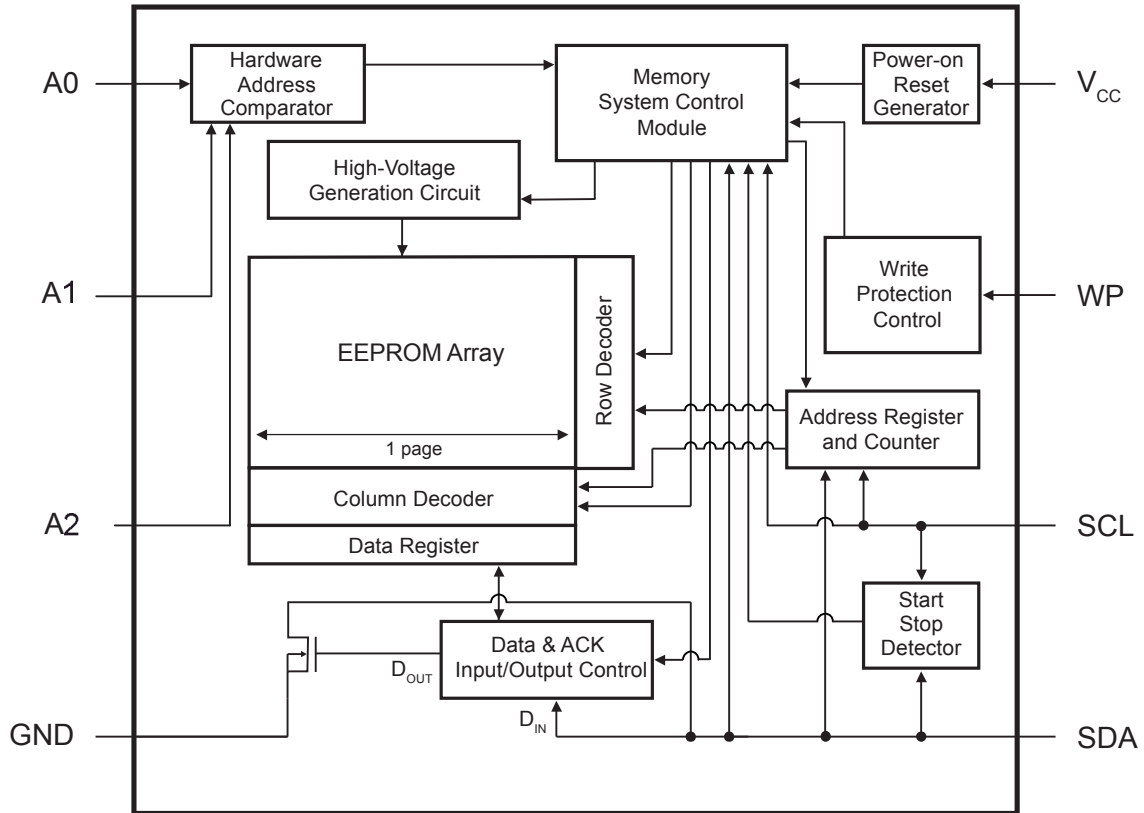 A0
Hardware
Address
Comparator
Memory
System Control
Module
Power-on
Reset
Generator
VCC
High-Voltage
Generation Circuit
A1
Write
Protection
Control
WP
EEPROM Array
Row Decoder
1 page
Address Register
and Counter
Column Decoder
A2
SCL
Data Register
Start
Stop
Detector
Data & ACK
Input/Output Control
DOUT
DIN
GND
SDA